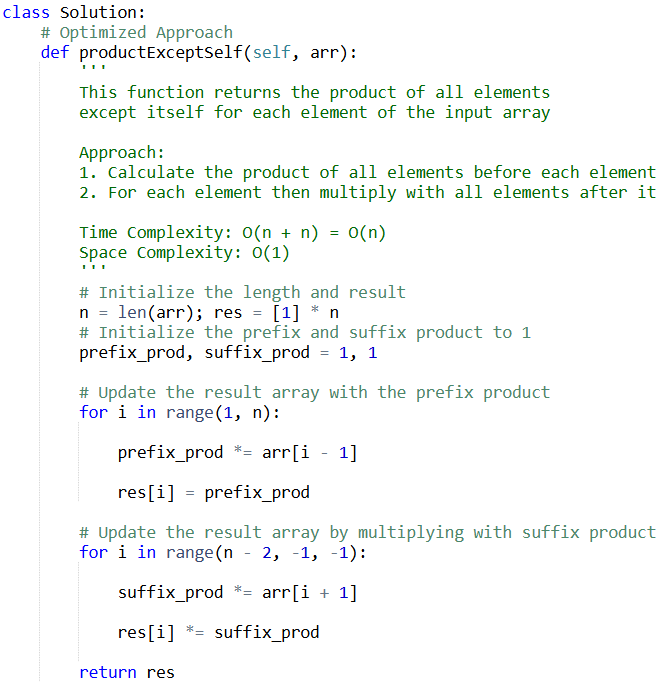 class Solution:
    # Optimized Approach
    def productExceptSelf(self, arr):
        '''
        This function returns the product of all elements
        except itself for each element of the input array

        Approach:
        1. Calculate the product of all elements before each element
        2. For each element then multiply with all elements after it

        Time Complexity: O(n + n) = O(n)
        Space Complexity: O(1)
        '''
        # Initialize the length and result
        n = len(arr); res = [1] * n
        # Initialize the prefix and suffix product to 1
        prefix_prod, suffix_prod = 1, 1

        # Update the result array with the prefix product
        for i in range(1, n):

            prefix_prod *= arr[i - 1]

            res[i] = prefix_prod

        # Update the result array by multiplying with suffix product
        for i in range(n - 2, -1, -1):

            suffix_prod *= arr[i + 1]

            res[i] *= suffix_prod

        return res